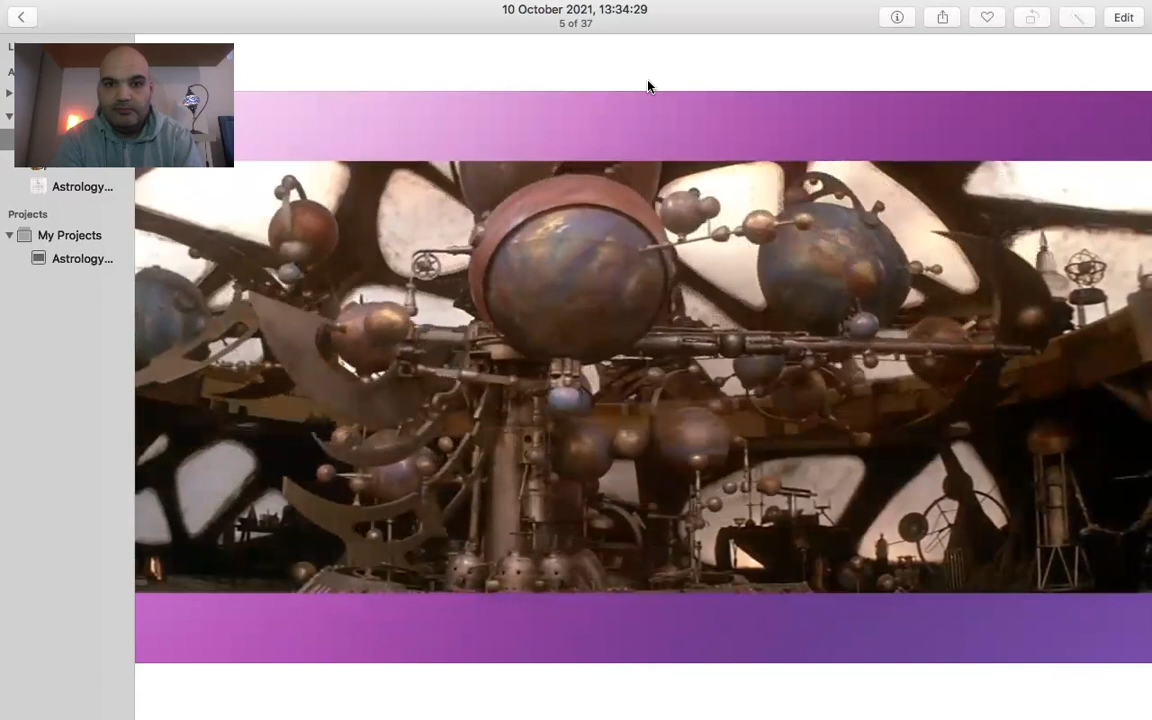 10 October 2021, 13:34:29
5 of 37
Edit
L
A
Astrology...
Projects
My Projects
Astrology...